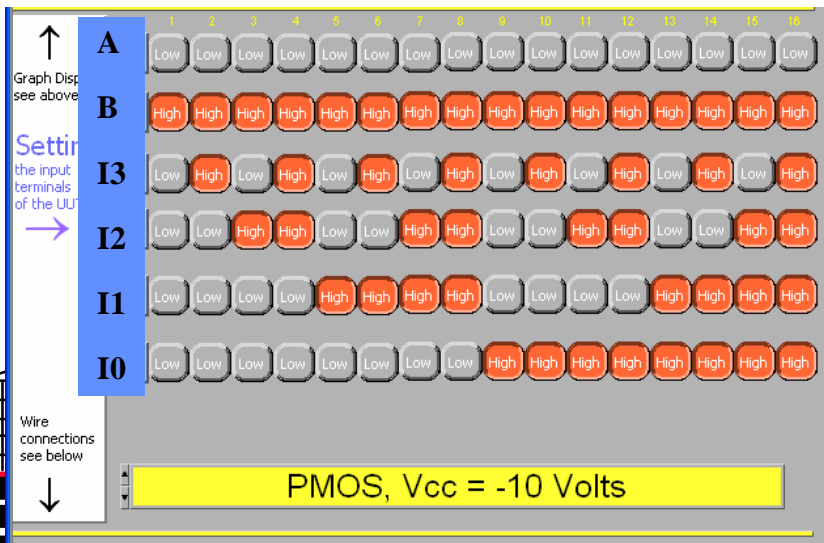 Graph Disp
see above
Settin
the input
terminals
of the UUT
Wire
connections
see below
1 2 3 4 5 6 7 8 9 10 11 12 13 14 15 16
A Low Low Low Low Low Low Low Low Low Low Low Low Low Low Low Low
B High High High High High High High High High High High High High High High High
I3 Low High Low High Low High Low High Low High Low High Low High Low High
I2 Low Low High High Low Low High High Low Low High High Low Low High High
I1 Low Low Low Low High High High High Low Low Low Low High High High High
I0 Low Low Low Low Low Low Low Low High High High High High High High High
PMOS, Vcc = -10 Volts